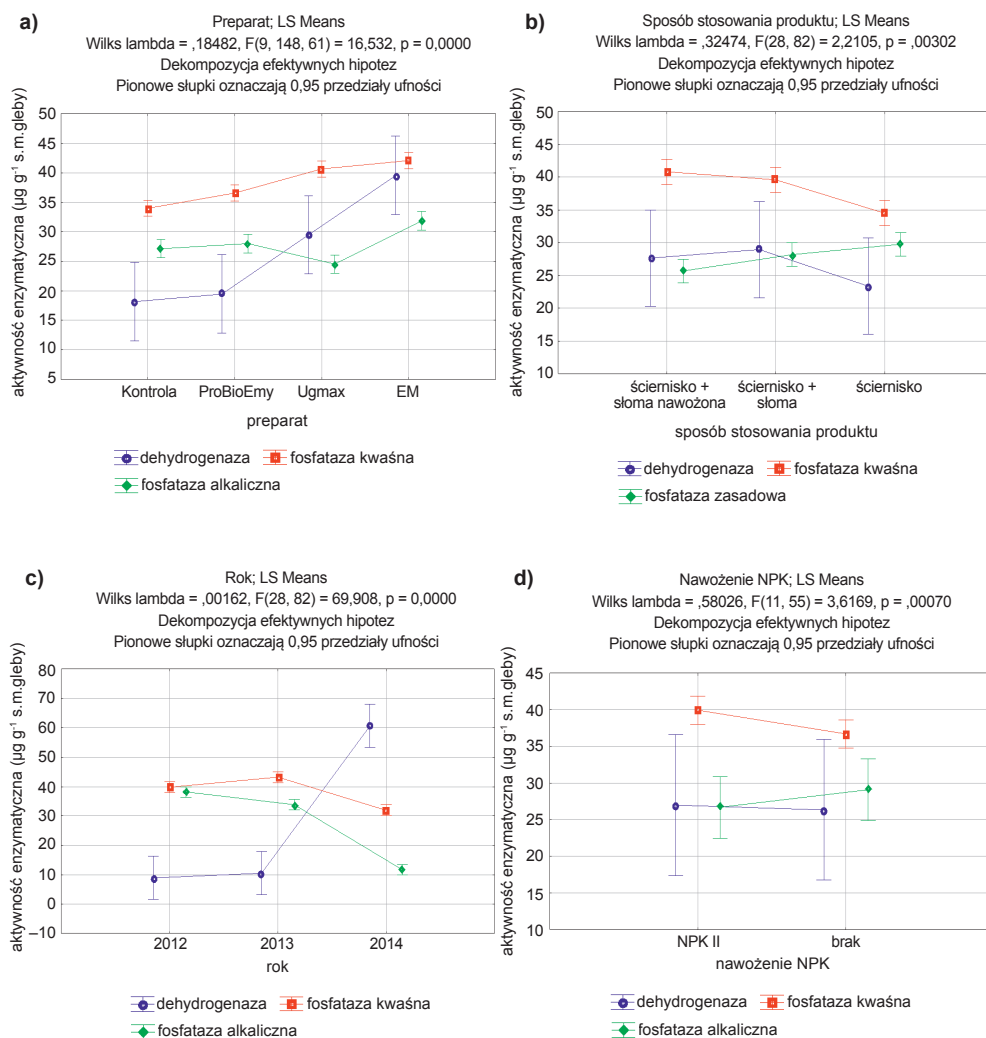 a)
Preparat; LS Means
Wilks lambda = ,18482, F(9, 148, 61) = 16,532, p = 0,0000
Dekompozycja efektywnych hipotez
Pionowe słupki oznaczają 0,95 przedziały ufności
aktywność enzymatyczna (µg g⁻¹ s.m.gleby)
50
45
40
35
30
25
20
15
10
5
Kontrola ProBioEmy Ugmax EM
preparat
dehydrogenaza fosfataza kwaśna
fosfataza alkaliczna
b)
Sposób stosowania produktu; LS Means
Wilks lambda = ,32474, F(28, 82) = 2,2105, p = ,00302
Dekompozycja efektywnych hipotez
Pionowe słupki oznaczają 0,95 przedziały ufności
aktywność enzymatyczna (µg g⁻¹ s.m.gleby)
50
45
40
35
30
25
20
15
10
ściernisko + ściernisko + ściernisko
słoma nawożona słoma
sposób stosowania produktu
dehydrogenaza fosfataza kwaśna
fosfataza zasadowa
c)
Rok; LS Means
Wilks lambda = ,00162, F(28, 82) = 69,908, p = 0,0000
Dekompozycja efektywnych hipotez
Pionowe słupki oznaczają 0,95 przedziały ufności
aktywność enzymatyczna (µg g⁻¹ s.m.gleby)
80
70
60
50
40
30
20
10
0
–10
2012 2013 2014
rok
dehydrogenaza fosfataza kwaśna
fosfataza alkaliczna
d)
Nawożenie NPK; LS Means
Wilks lambda = ,58026, F(11, 55) = 3,6169, p = ,00070
Dekompozycja efektywnych hipotez
Pionowe słupki oznaczają 0,95 przedziały ufności
aktywność enzymatyczna (µg g⁻¹ s.m.gleby)
45
40
35
30
25
20
15
10
NPK II brak
nawożenie NPK
dehydrogenaza fosfataza kwaśna
fosfataza alkaliczna